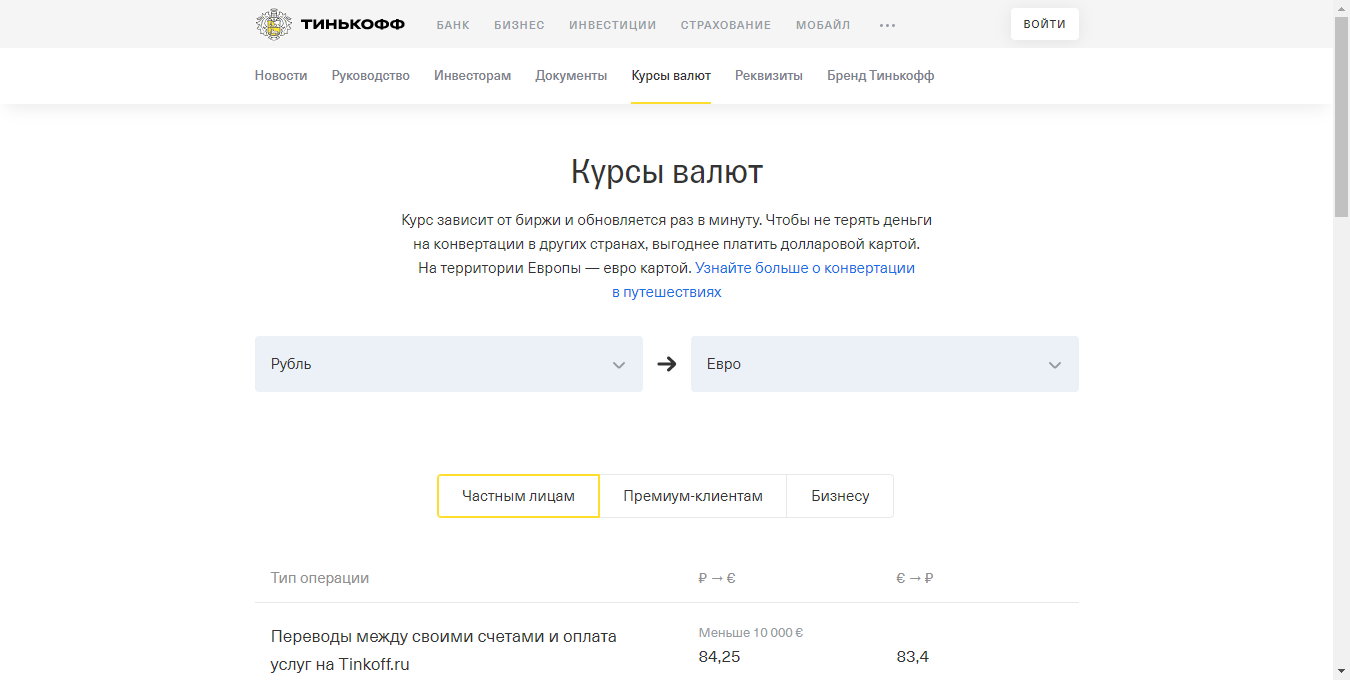 ТИНЬКОФФ БАНК БИЗНЕС ИНВЕСТИЦИИ СТРАХОВАНИЕ МОБАЙЛ ••• ВОЙТИ
Новости Руководство Инвесторам Документы Курсы валют Реквизиты Бренд Тинькофф
Курсы валют
Курс зависит от биржи и обновляется раз в минуту. Чтобы не терять деньги
на конвертации в других странах, выгоднее платить долларовой картой.
На территории Европы — евро картой. Узнайте больше о конвертации
в путешествиях
Рубль → Евро
Частным лицам Премиум-клиентам Бизнесу
Тип операции ₽ → € € → ₽
Переводы между своими счетами и оплата
услуг на Tinkoff.ru
Меньше 10 000 €
84,25 83,4